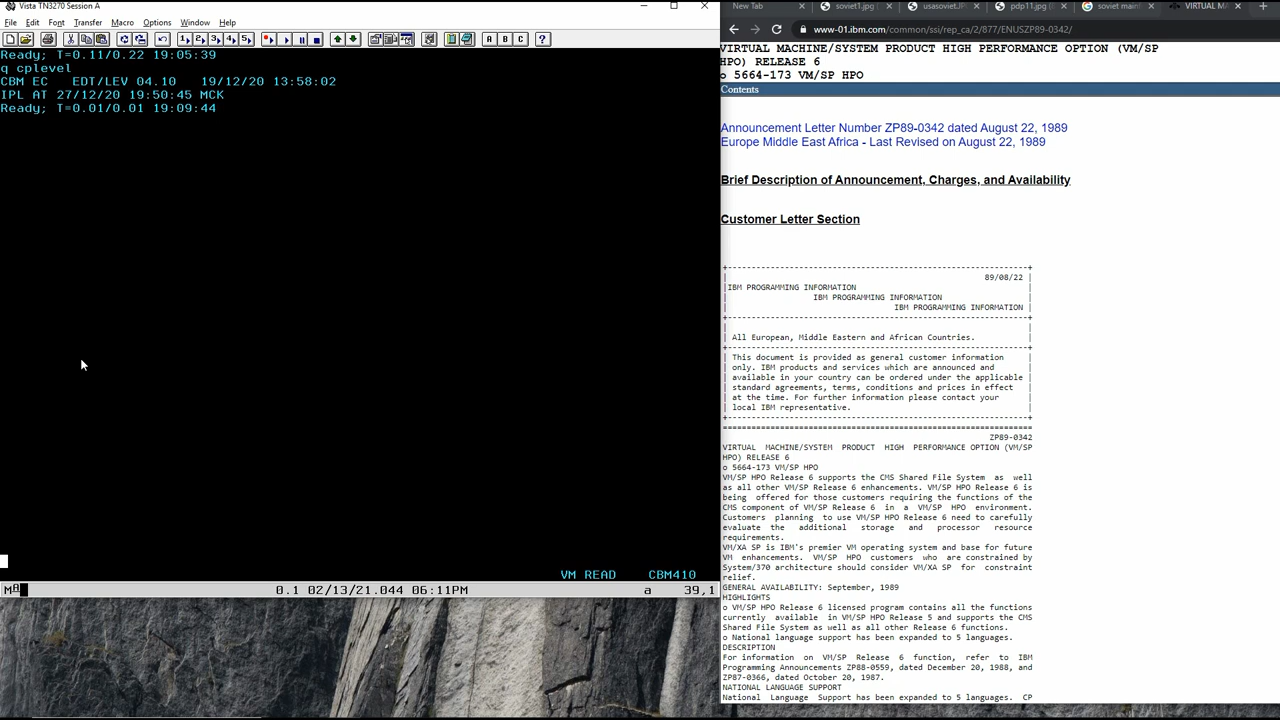 Vista TN3270 Session A
File Edit Font Transfer Macro Options Window Help
1 2 3 4 5 A B C ?
Ready; T=0.11/0.22 19:05:39
q cplevel
CBM EC   EDT/LEV 04.10   19/12/20 13:58:02
IPL AT 27/12/20 19:50:45 MCK
Ready; T=0.01/0.01 19:09:44
VM READ    CBM410
MA 0.1 02/13/21.044 06:11PM a 39,1
New Tab soviet1.jpg usasoviet.JPG pdp11.jpg soviet mainf VIRTUAL MA
www-01.ibm.com/common/ssi/rep_ca/2/877/ENUSZP89-0342/
VIRTUAL MACHINE/SYSTEM PRODUCT HIGH PERFORMANCE OPTION (VM/SP
HPO) RELEASE 6
o 5664-173 VM/SP HPO
Contents
Announcement Letter Number ZP89-0342 dated August 22, 1989
Europe Middle East Africa - Last Revised on August 22, 1989
Brief Description of Announcement, Charges, and Availability
Customer Letter Section
89/08/22
IBM PROGRAMMING INFORMATION
IBM PROGRAMMING INFORMATION
IBM PROGRAMMING INFORMATION
All European, Middle Eastern and African Countries.
This document is provided as general customer information
only. IBM products and services which are announced and
available in your country can be ordered under the applicable
standard agreements, terms, conditions and prices in effect
at the time. For further information please contact your
local IBM representative.
ZP89-0342
VIRTUAL MACHINE/SYSTEM PRODUCT HIGH PERFORMANCE OPTION (VM/SP
HPO) RELEASE 6
o 5664-173 VM/SP HPO
VM/SP HPO Release 6 supports the CMS Shared File System as well
as all other VM/SP Release 6 enhancements. VM/SP HPO Release 6 is
being offered for those customers requiring the functions of the
CMS component of VM/SP Release 6 in a VM/SP HPO environment.
Customers planning to use VM/SP HPO Release 6 need to carefully
evaluate the additional storage and processor resource
requirements.
VM/XA SP is IBM's premier VM operating system and base for future
VM enhancements. VM/SP HPO customers who are constrained by
System/370 architecture should consider VM/XA SP for constraint
relief.
GENERAL AVAILABILITY: September, 1989
HIGHLIGHTS
o VM/SP HPO Release 6 licensed program contains all the functions
currently available in VM/SP HPO Release 5 and supports the CMS
Shared File System as well as all other Release 6 functions.
o National language support has been expanded to 5 languages.
DESCRIPTION
For information on VM/SP Release 6 function, refer to IBM
Programming Announcements ZP88-0559, dated December 20, 1988, and
ZP87-0366, dated October 20, 1987.
NATIONAL LANGUAGE SUPPORT
National Language Support has been expanded to 5 languages. CP